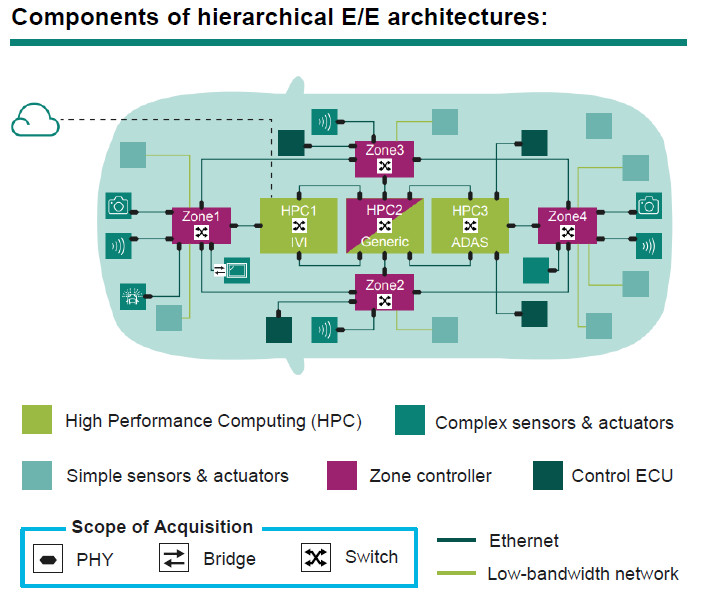 Components of hierarchical E/E architectures:
Zone3
Zone1
HPC1
IVI
HPC2
Generic
HPC3
ADAS
Zone4
Zone2
High Performance Computing (HPC)
Complex sensors & actuators
Simple sensors & actuators
Zone controller
Control ECU
Scope of Acquisition
PHY
Bridge
Switch
Ethernet
Low-bandwidth network